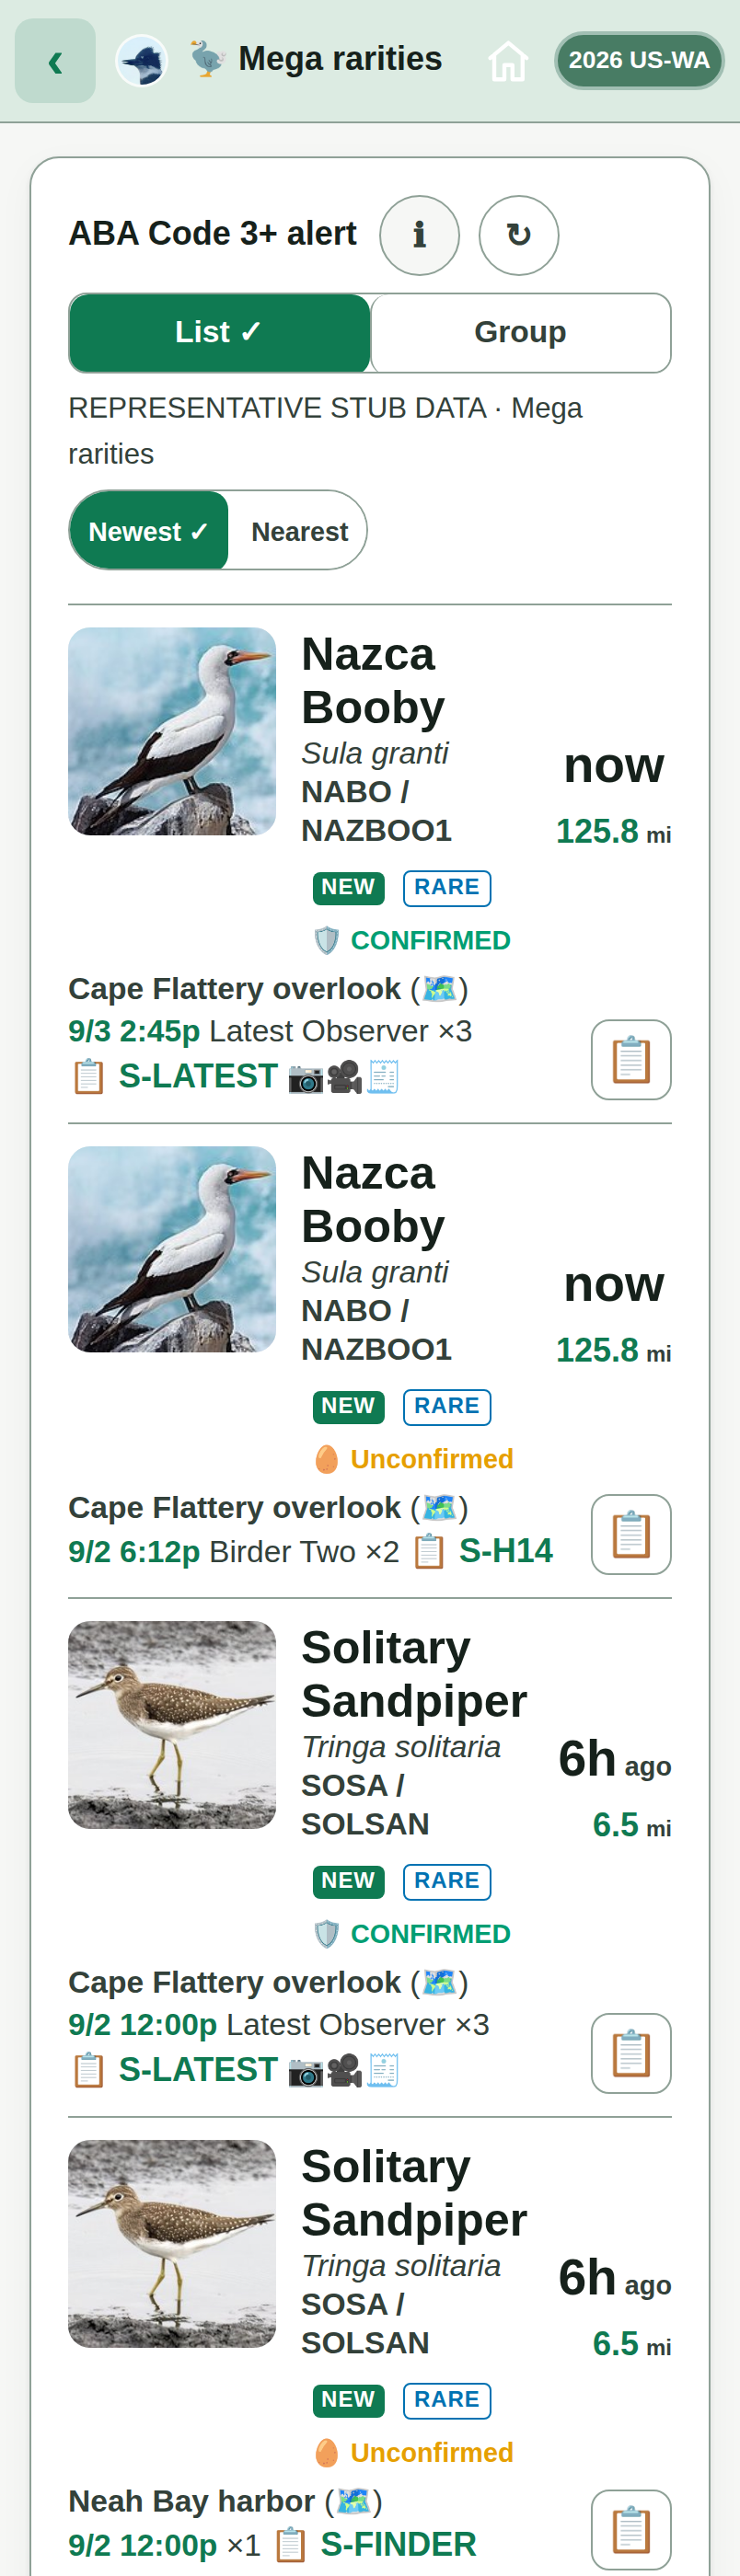 ‹ Mega rarities 2026 US-WA
ABA Code 3+ alert ℹ ↻
List ✓ Group
REPRESENTATIVE STUB DATA · Mega
rarities
Newest ✓ Nearest
Nazca
Booby
Sula granti
NABO /
NAZBOO1
now
125.8 mi
NEW RARE
CONFIRMED
Cape Flattery overlook (🗺️)
9/3 2:45p Latest Observer ×3
📋 S-LATEST 📷🎥🧾
Nazca
Booby
Sula granti
NABO /
NAZBOO1
now
125.8 mi
NEW RARE
Unconfirmed
Cape Flattery overlook (🗺️)
9/2 6:12p Birder Two ×2 📋 S-H14
Solitary
Sandpiper
Tringa solitaria
SOSA /
SOLSAN
6h ago
6.5 mi
NEW RARE
CONFIRMED
Cape Flattery overlook (🗺️)
9/2 12:00p Latest Observer ×3
📋 S-LATEST 📷🎥🧾
Solitary
Sandpiper
Tringa solitaria
SOSA /
SOLSAN
6h ago
6.5 mi
NEW RARE
Unconfirmed
Neah Bay harbor (🗺️)
9/2 12:00p ×1 📋 S-FINDER